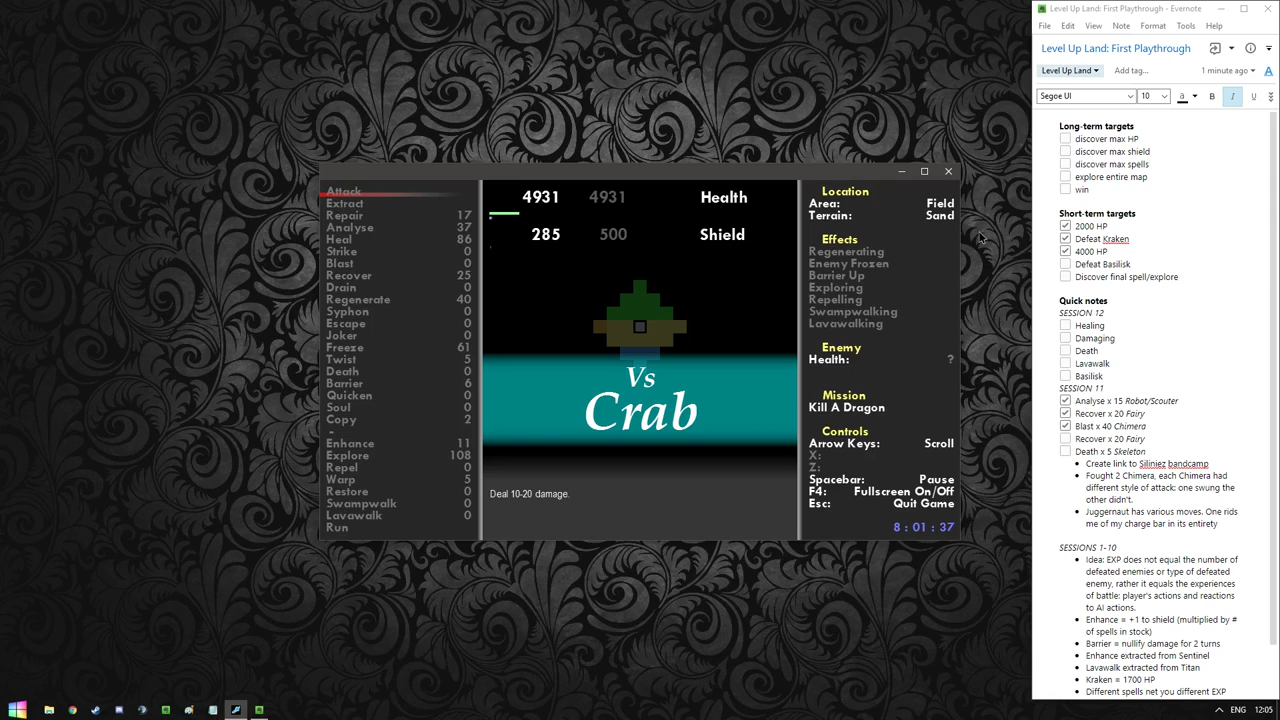 Attack
Extract
Repair 17
Analyse 37
Heal 86
Strike 0
Blast 0
Recover 25
Drain 0
Regenerate 40
Syphon 0
Escape 0
Joker 0
Freeze 61
Twist 5
Death 0
Barrier 6
Quicken 0
Soul 0
Copy 2
-
Enhance 11
Explore 108
Repel 0
Warp 5
Restore 0
Swampwalk 0
Lavawalk 0
Run
4931 4931 Health
285 500 Shield
Vs
Crab
Deal 10-20 damage.
Location
Area: Field
Terrain: Sand
Effects
Regenerating
Enemy Frozen
Barrier Up
Exploring
Repelling
Swampwalking
Lavawalking
Enemy
Health: ?
Mission
Kill A Dragon
Controls
Arrow Keys: Scroll
X:
Z:
Spacebar: Pause
F4: Fullscreen On/Off
Esc: Quit Game
8 : 01 : 37
Level Up Land: First Playthrough - Evernote
File Edit View Note Format Tools Help
Level Up Land: First Playthrough
Level Up Land Add tag... 1 minute ago A
Segoe UI 10 a B I U
Long-term targets
discover max HP
discover max shield
discover max spells
explore entire map
win
Short-term targets
2000 HP
Defeat Kraken
4000 HP
Defeat Basilisk
Discover final spell/explore
Quick notes
SESSION 12
Healing
Damaging
Death
Lavawalk
Basilisk
SESSION 11
Analyse x 15 Robot/Scouter
Recover x 20 Fairy
Blast x 40 Chimera
Recover x 20 Fairy
Death x 5 Skeleton
Create link to Siliniez bandcamp
Fought 2 Chimera, each Chimera had
different style of attack: one swung the
other didn't.
Juggernaut has various moves. One rids
me of my charge bar in its entirety
SESSIONS 1-10
Idea: EXP does not equal the number of
defeated enemies or type of defeated
enemy, rather it equals the experiences
of battle: player's actions and reactions
to AI actions.
Enhance = +1 to shield (multiplied by #
of spells in stock)
Barrier = nullify damage for 2 turns
Enhance extracted from Sentinel
Lavawalk extracted from Titan
Kraken = 1700 HP
Different spells net you different EXP
ENG 12:05